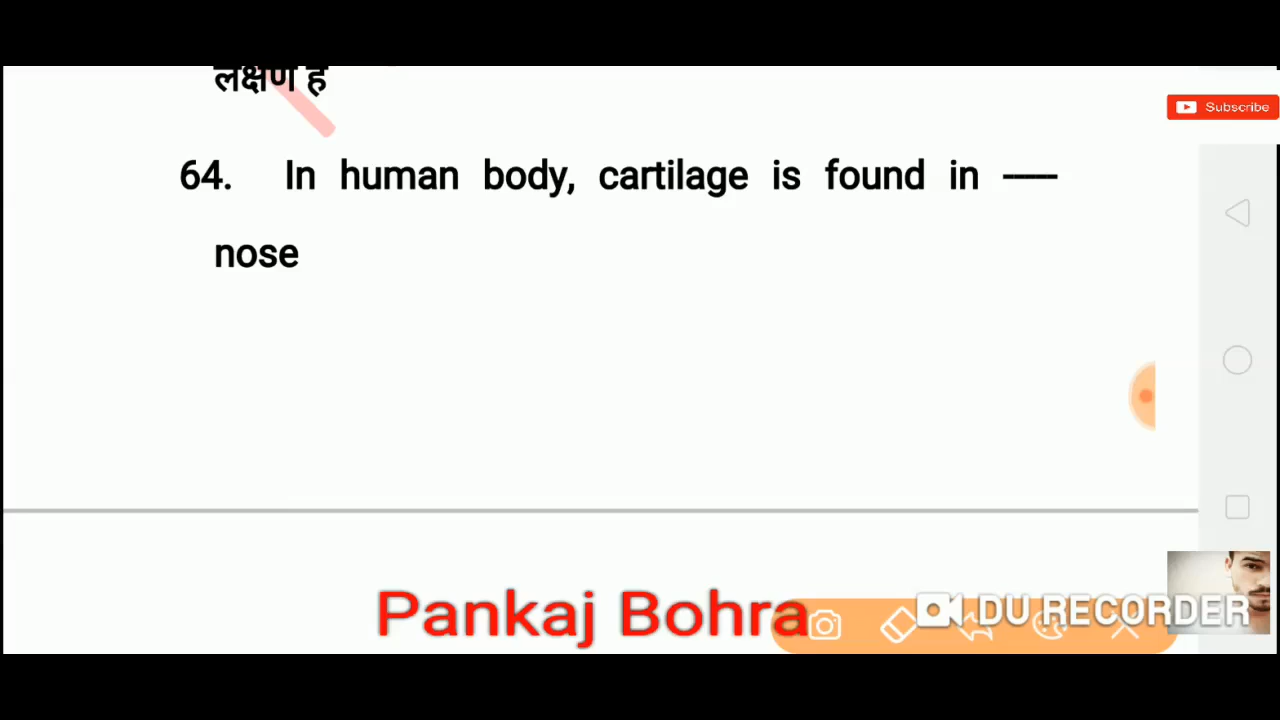 लक्षण है
Subscribe
64. In human body, cartilage is found in -----
nose
Pankaj Bohra
DU RECORDER